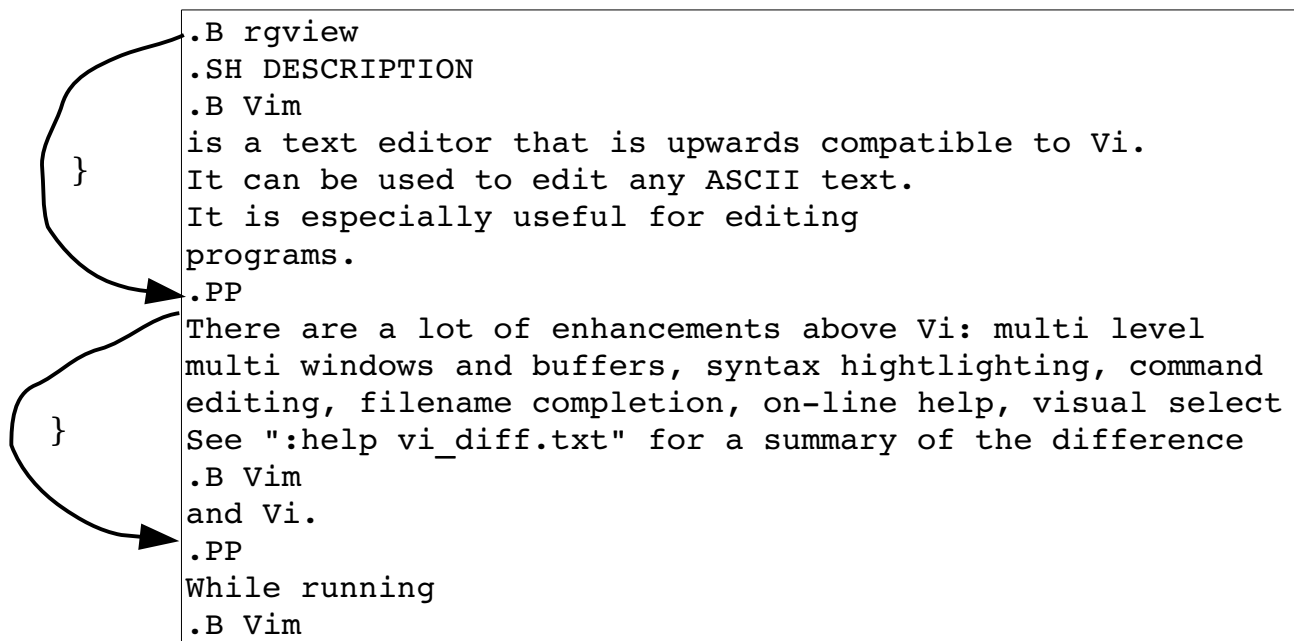 .B rgview
.SH DESCRIPTION
.B Vim
is a text editor that is upwards compatible to Vi.
}
It can be used to edit any ASCII text.
It is especially useful for editing
programs.
.PP
There are a lot of enhancements above Vi: multi level
multi windows and buffers, syntax hightlighting, command
editing, filename completion, on-line help, visual select
}
See ":help vi_diff.txt" for a summary of the difference
.B Vim
and Vi.
.PP
While running
.B Vim